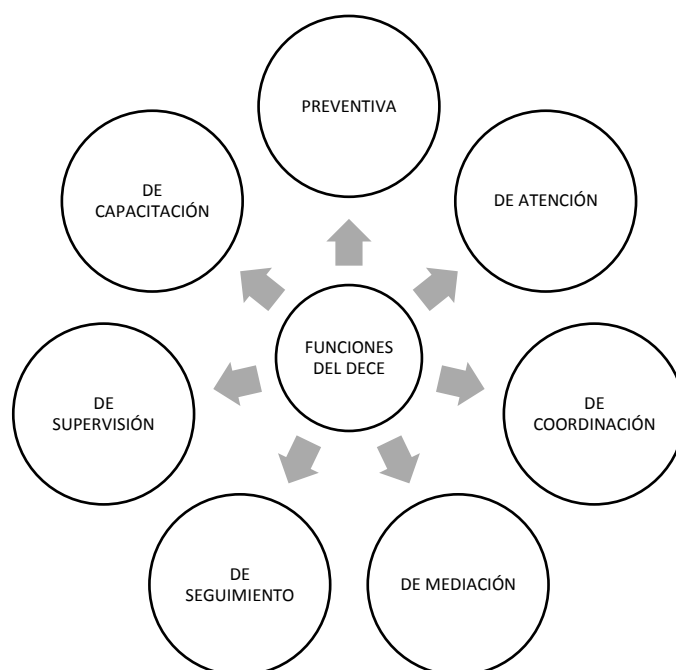 PREVENTIVA
DE ATENCIÓN
DE
COORDINACIÓN
DE MEDIACIÓN
DE
SEGUIMIENTO
DE
SUPERVISIÓN
DE
CAPACITACIÓN
FUNCIONES
DEL DECE